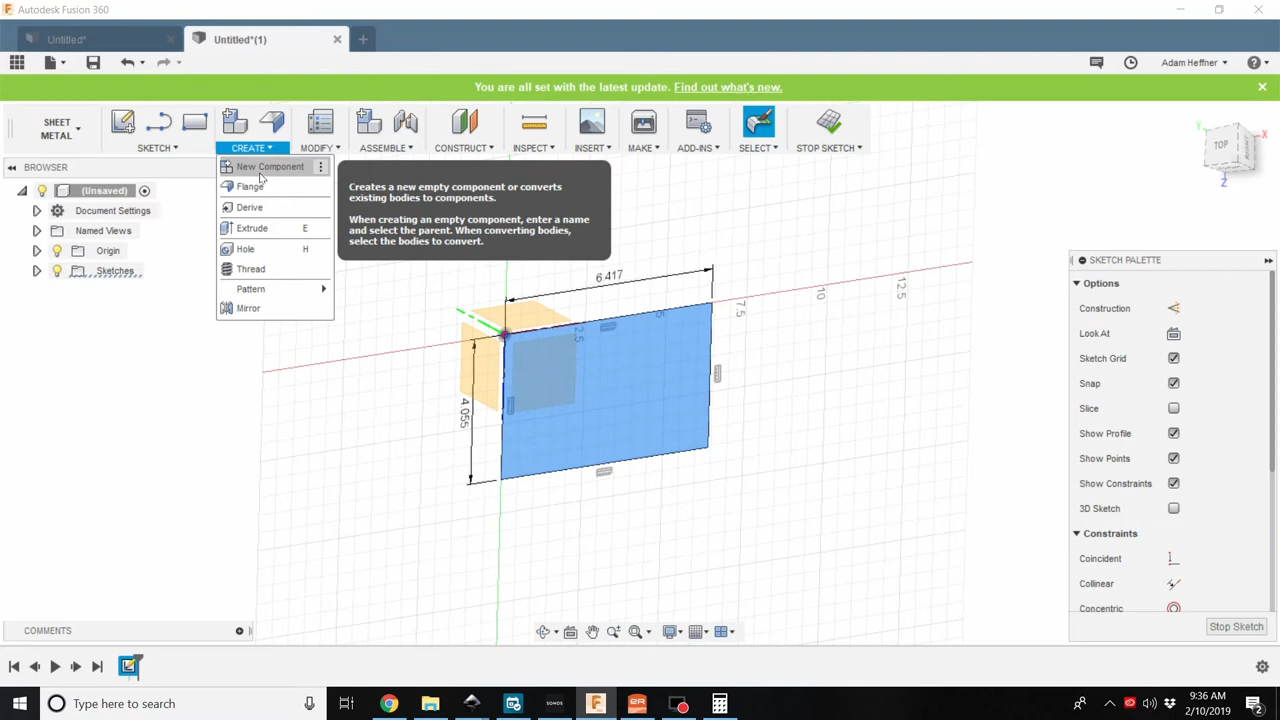 Autodesk Fusion 360
Untitled*
Untitled*(1)
Adam Heffner
You are all set with the latest update. Find out what's new.
SHEET METAL
SKETCH
CREATE
MODIFY
ASSEMBLE
CONSTRUCT
INSPECT
INSERT
MAKE
ADD-INS
SELECT
STOP SKETCH
BROWSER
(Unsaved)
Document Settings
Named Views
Origin
Sketches
New Component
Flange
Derive
Extrude E
Hole H
Thread
Pattern
Mirror
Creates a new empty component or converts
existing bodies to components.
When creating an empty component, enter a name
and select the parent. When converting bodies,
select the bodies to convert.
TOP
RIGHT
X
Y
Z
6.417
4.055
2.5
5
7.5
10
12.5
SKETCH PALETTE
Options
Construction
Look At
Sketch Grid
Snap
Slice
Show Profile
Show Points
Show Constraints
3D Sketch
Constraints
Coincident
Collinear
Concentric
Stop Sketch
COMMENTS
Type here to search
SONOS
9:36 AM
2/10/2019
2